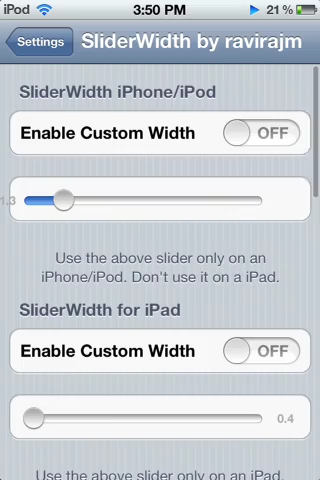 iPod 3:50 PM 21%
Settings SliderWidth by ravirajm
SliderWidth iPhone/iPod
Enable Custom Width OFF
1.3
Use the above slider only on an
iPhone/iPod. Don't use it on a iPad.
SliderWidth for iPad
Enable Custom Width OFF
0.4
Use the above slider only on an iPad.